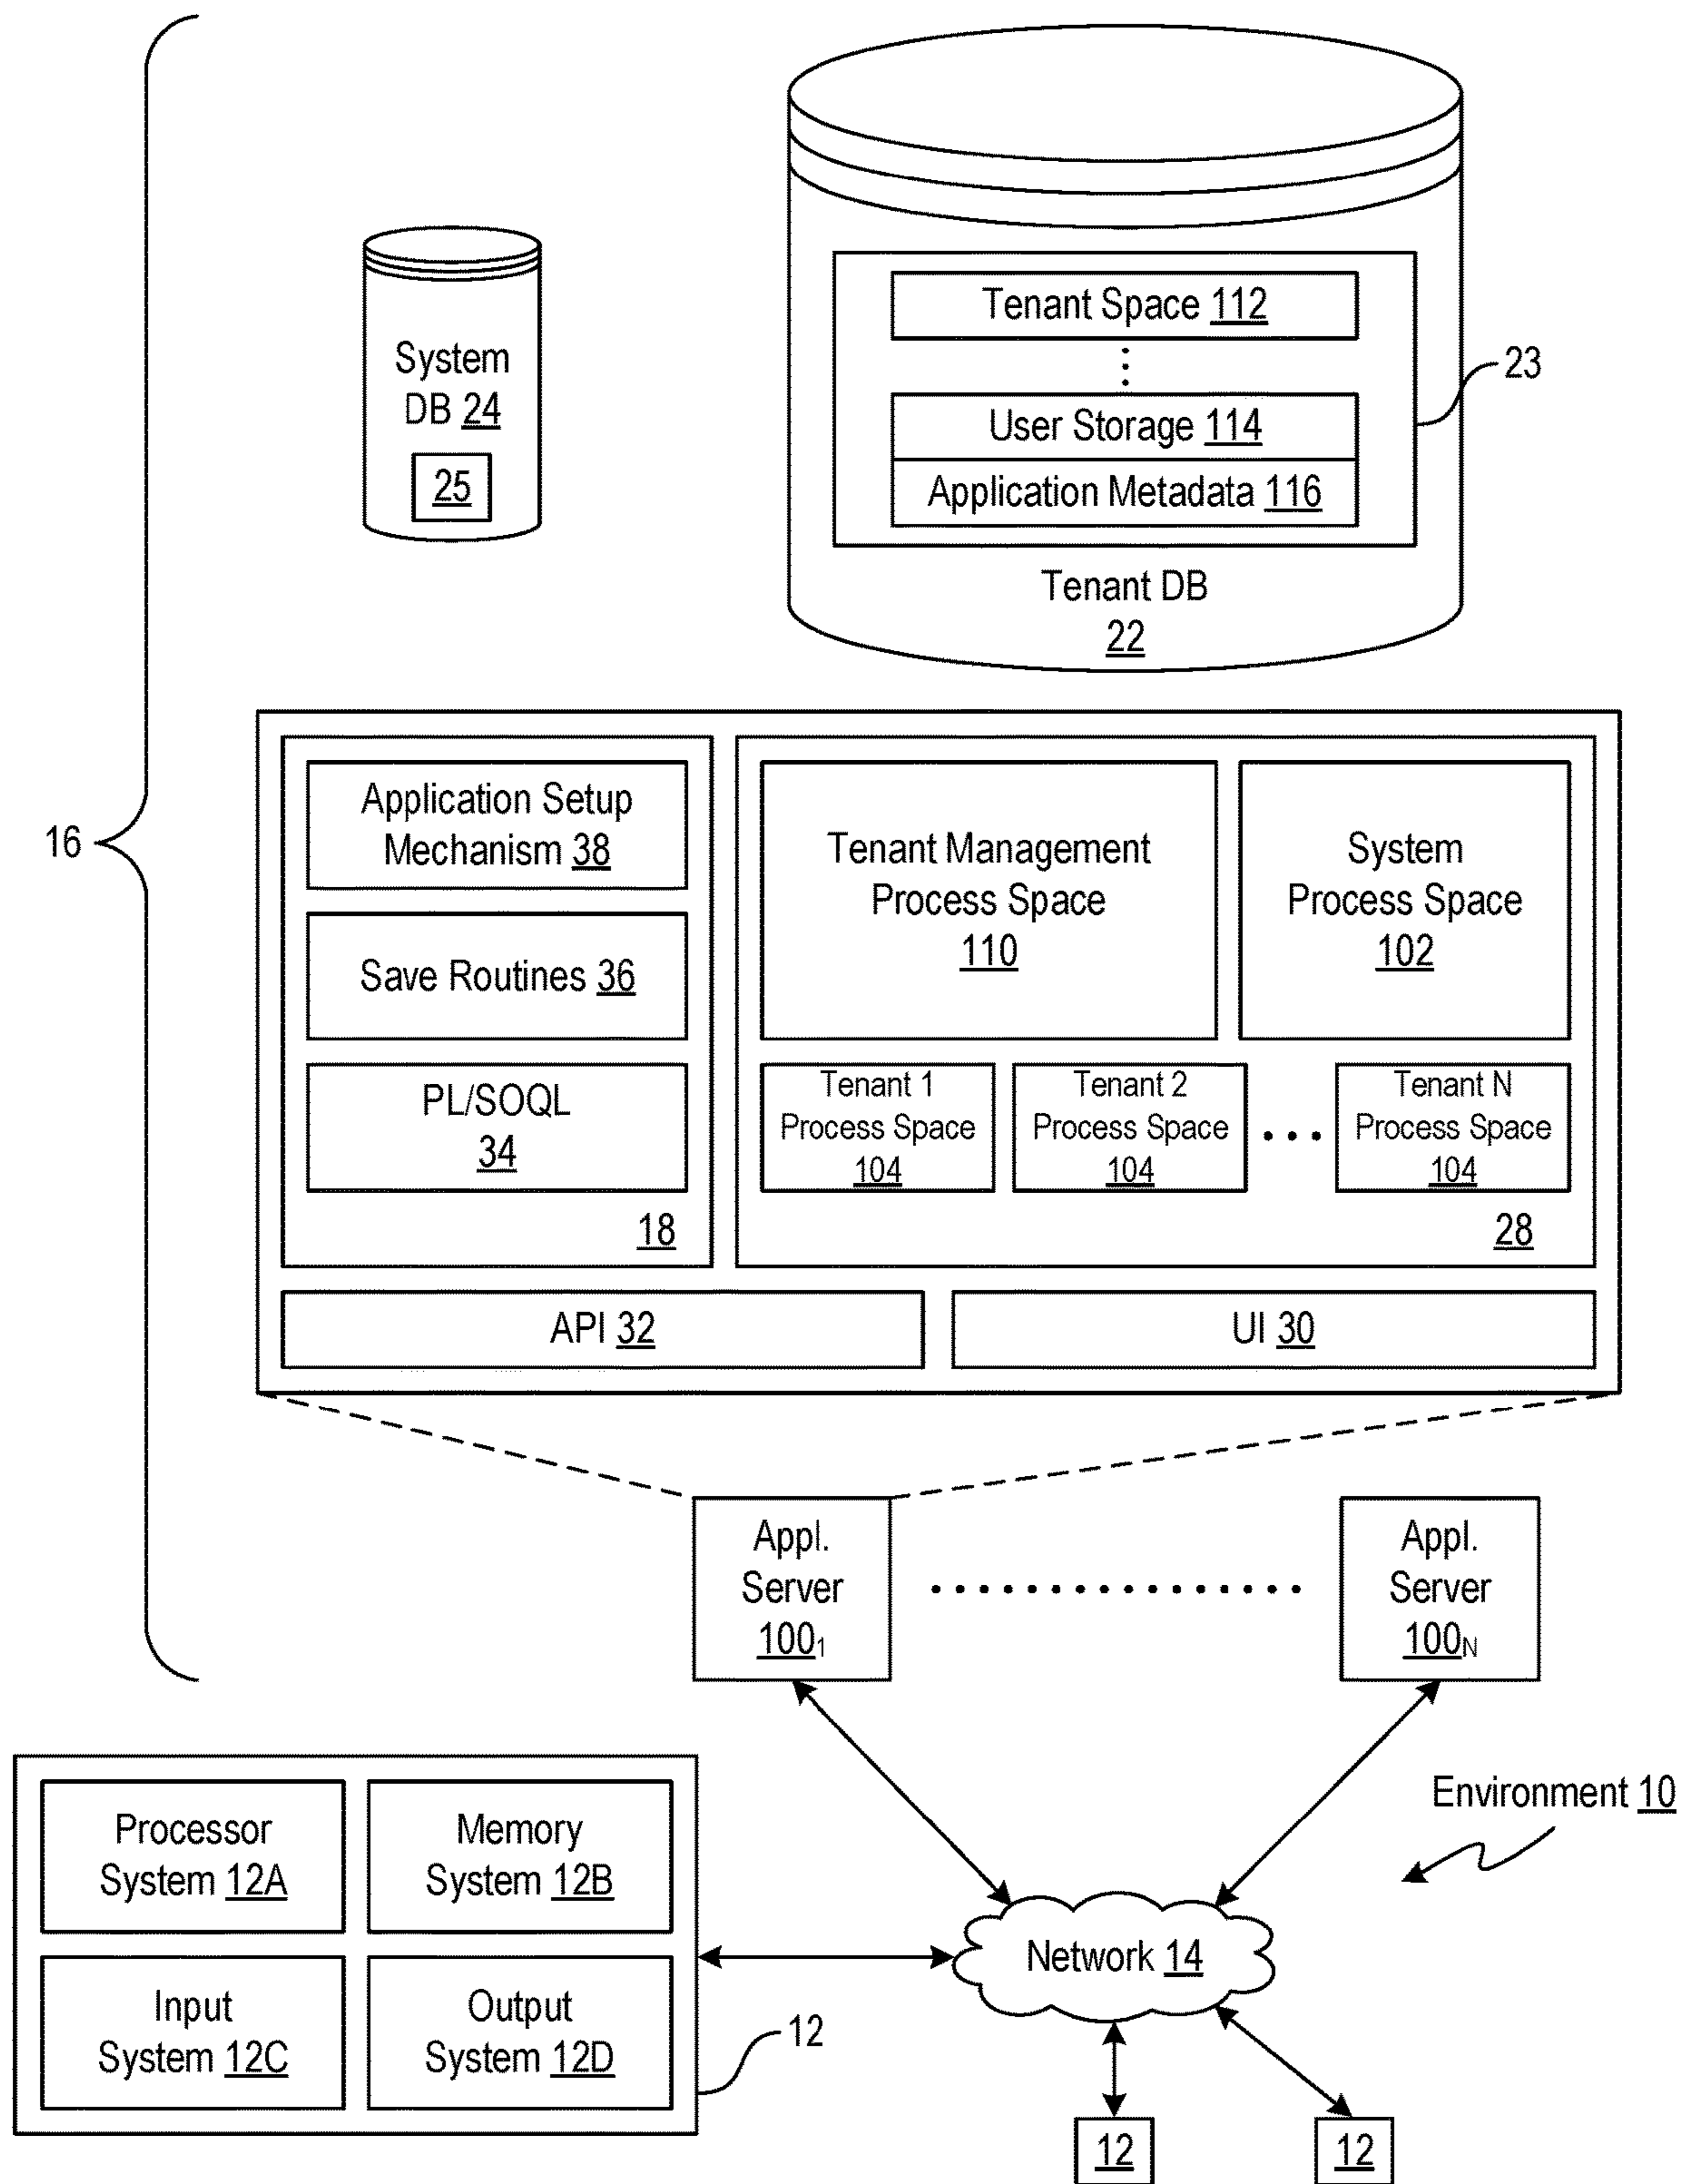 Tenant Space 112
23
System
DB 24
User Storage 114
25
Application Metadata 116
Tenant DB
22
16
Application Setup
Mechanism 38
Tenant Management
Process Space
110
System
Process Space
102
Save Routines 36
PL/SOQL
34
Tenant 1
Process Space
104
Tenant 2
Process Space
104
Tenant N
Process Space
104
18
28
API 32
UI 30
Appl.
Server
100₁
Appl.
Server
100N
Environment 10
Processor
System 12A
Memory
System 12B
Network 14
Input
System 12C
Output
System 12D
12
12
12